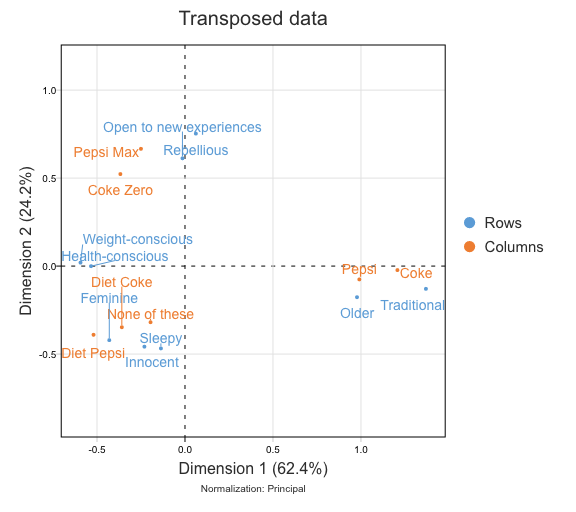 Transposed data
Dimension 2 (24.2%)
1.0
0.5
0.0
-0.5
Open to new experiences
Rebellious
Pepsi Max
Coke Zero
Weight-conscious
Health-conscious
Pepsi
Coke
Diet Coke
Feminine
Traditional
None of these
Older
Sleepy
Diet Pepsi
Innocent
Rows
Columns
-0.5
0.0
0.5
1.0
Dimension 1 (62.4%)
Normalization: Principal